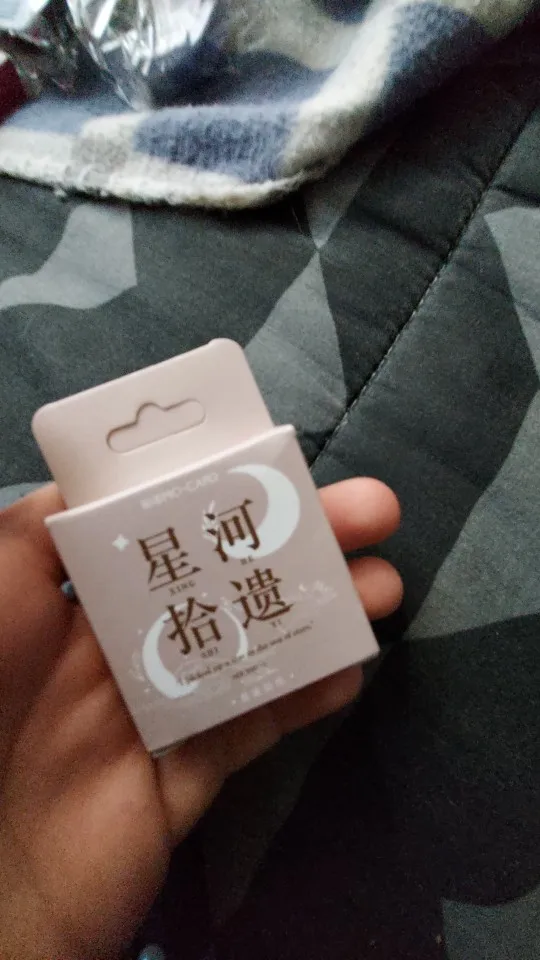 MEMO-CARD
星河
XING HE
拾遗
SHI YI
"I picked up a star in the sea of stars."